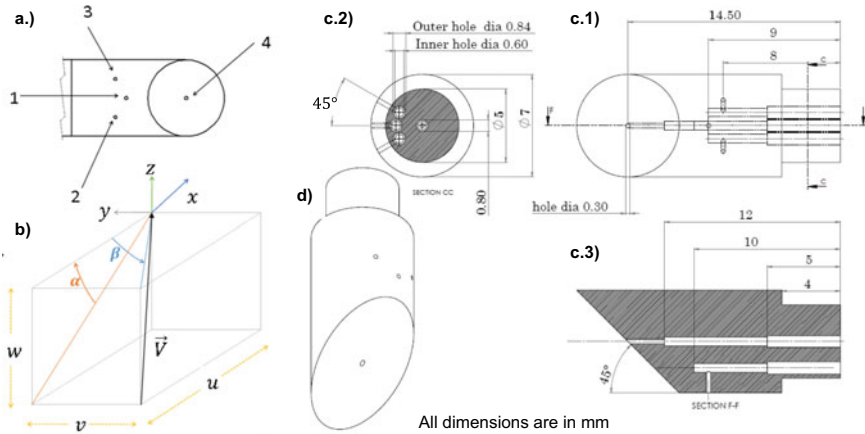 a.)
3
4
1
2
c.2)
Outer hole dia 0.84
Inner hole dia 0.60
45°
∅5
∅7
0.80
SECTION CC
c.1)
14.50
9
8
C
F
C
hole dia 0.30
b)
z
x
y
β
α
w
V⃗
u
v
d)
c.3)
12
10
5
4
45°
SECTION F-F
All dimensions are in mm